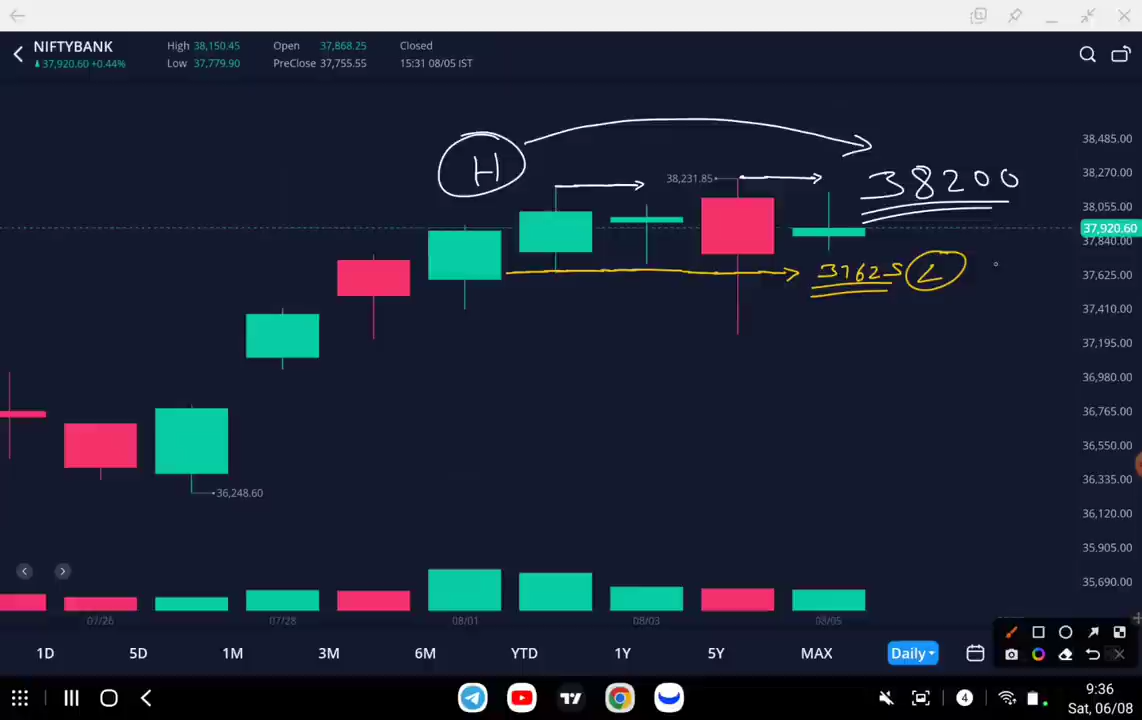 NIFTYBANK High 38,150.45 Open 37,868.25 Closed
37,920.60 +0.44% Low 37,779.90 PreClose 37,755.55 15:31 08/05 IST
38,485.00
H
38,231.85 38200 38,270.00
38,055.00
37,920.60
37,840.00
37625 L 37,625.00
37,410.00
37,195.00
36,980.00
36,765.00
36,550.00
36,335.00
36,248.60
36,120.00
35,905.00
35,690.00
07/26 07/28 08/01 08/03 08/05
1D 5D 1M 3M 6M YTD 1Y 5Y MAX Daily
4 9:36
Sat, 06/08